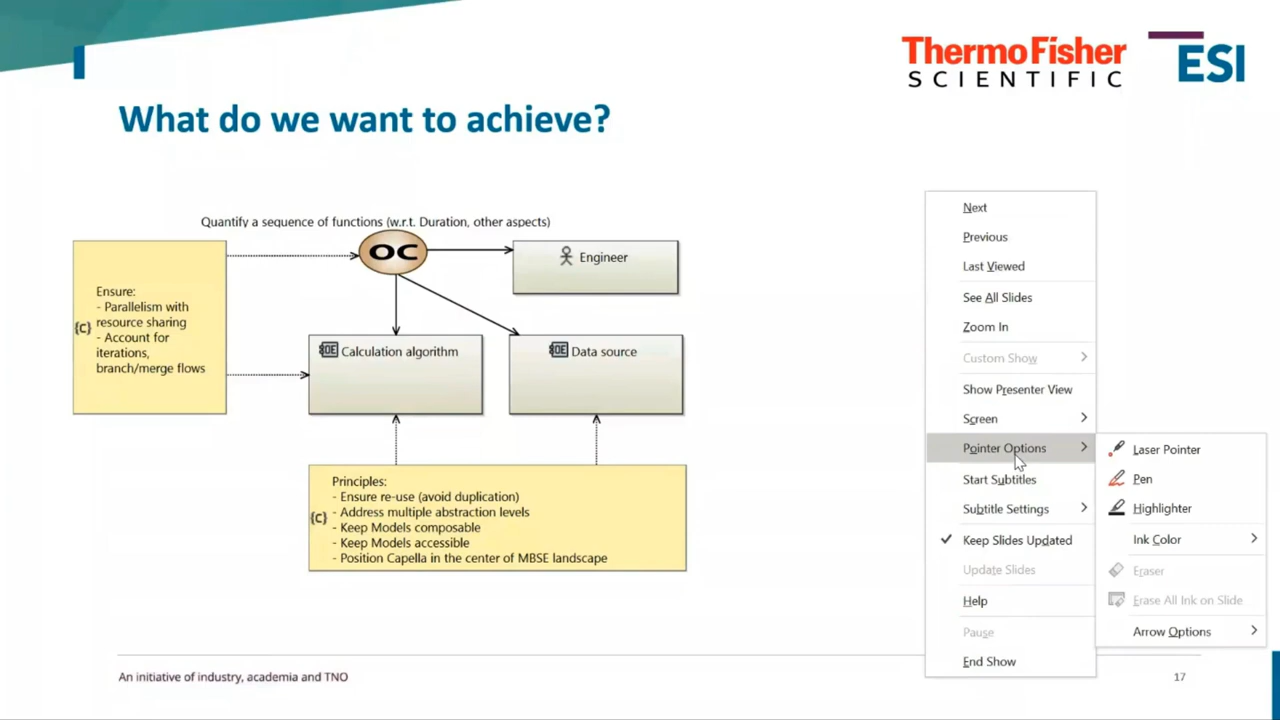 ThermoFisher
SCIENTIFIC
ESI
What do we want to achieve?
Quantify a sequence of functions (w.r.t. Duration, other aspects)
OC
Engineer
{C}
Ensure:
- Parallelism with
resource sharing
- Account for
iterations,
branch/merge flows
OE Calculation algorithm
OE Data source
{C}
Principles:
- Ensure re-use (avoid duplication)
- Address multiple abstraction levels
- Keep Models composable
- Keep Models accessible
- Position Capella in the center of MBSE landscape
Next
Previous
Last Viewed
See All Slides
Zoom In
Custom Show
Show Presenter View
Screen
Pointer Options
Start Subtitles
Subtitle Settings
Keep Slides Updated
Update Slides
Help
Pause
End Show
Laser Pointer
Pen
Highlighter
Ink Color
Eraser
Erase All Ink on Slide
Arrow Options
An initiative of industry, academia and TNO
17